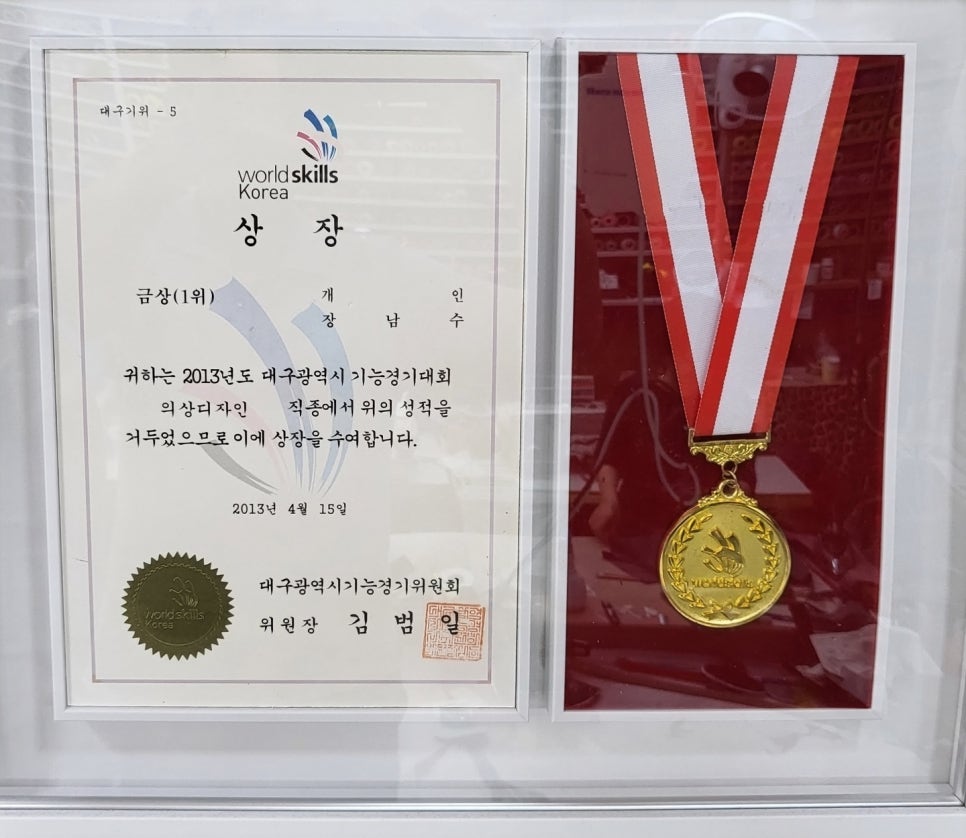 대구기위 - 5
worldskills
Korea
상 장
금상(1위)
개 인
장 남 수
위하는 2013년도 대구광역시 기능경기대회
의상디자인 직종에서 위의 성적을
거두었으므로 이에 상장을 수여합니다.
2013년 4월 15일
대구광역시기능경기위원회
위원장 김 범 일
worldskills
Korea
worldskills